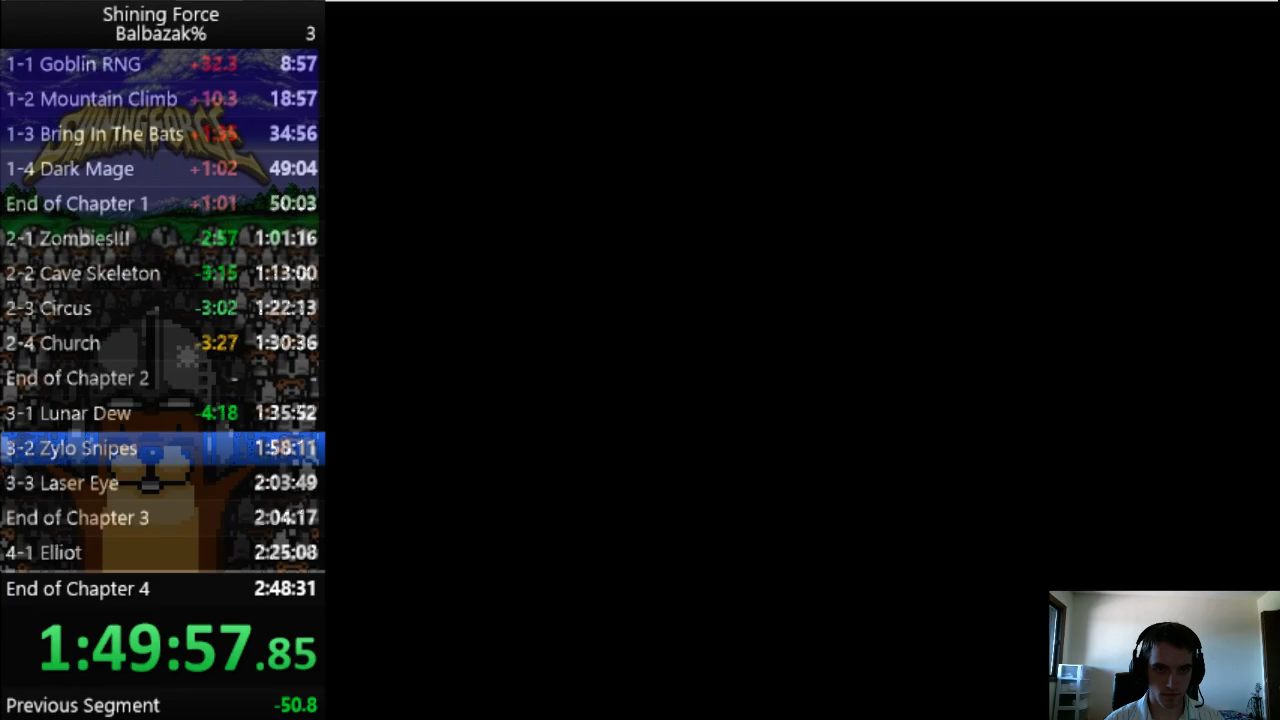 Shining Force
Balbazak% 3
1-1 Goblin RNG +32.3 8:57
1-2 Mountain Climb +10.3 18:57
1-3 Bring In The Bats +1:35 34:56
1-4 Dark Mage +1:02 49:04
End of Chapter 1 +1:01 50:03
2-1 Zombies!!! -2:57 1:01:16
2-2 Cave Skeleton -3:15 1:13:00
2-3 Circus -3:02 1:22:13
2-4 Church -3:27 1:30:36
End of Chapter 2 - -
3-1 Lunar Dew -4:18 1:35:52
3-2 Zylo Snipes 1:58:11
3-3 Laser Eye 2:03:49
End of Chapter 3 2:04:17
4-1 Elliot 2:25:08
End of Chapter 4 2:48:31
1:49:57.85
Previous Segment -50.8